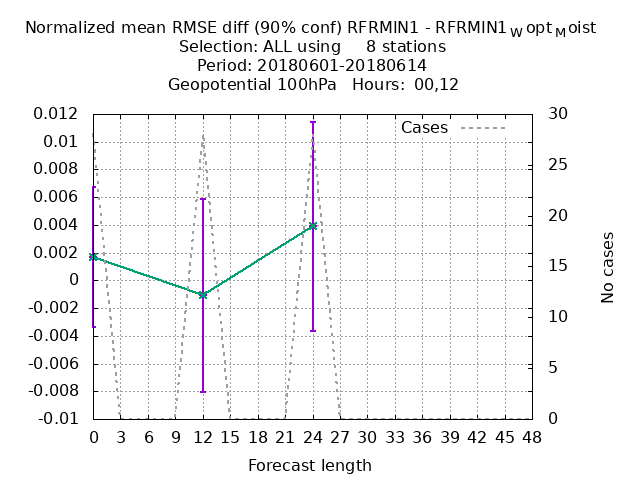 Normalized mean RMSE diff (90% conf) RFRMIN1 - RFRMIN1WoptMoist
Selection: ALL using 8 stations
Period: 20180601-20180614
Geopotential 100hPa Hours: 00,12
Cases
0.012
0.01
0.008
0.006
0.004
0.002
0
-0.002
-0.004
-0.006
-0.008
-0.01
30
25
20
15
10
5
0
No cases
0 3 6 9 12 15 18 21 24 27 30 33 36 39 42 45 48
Forecast length